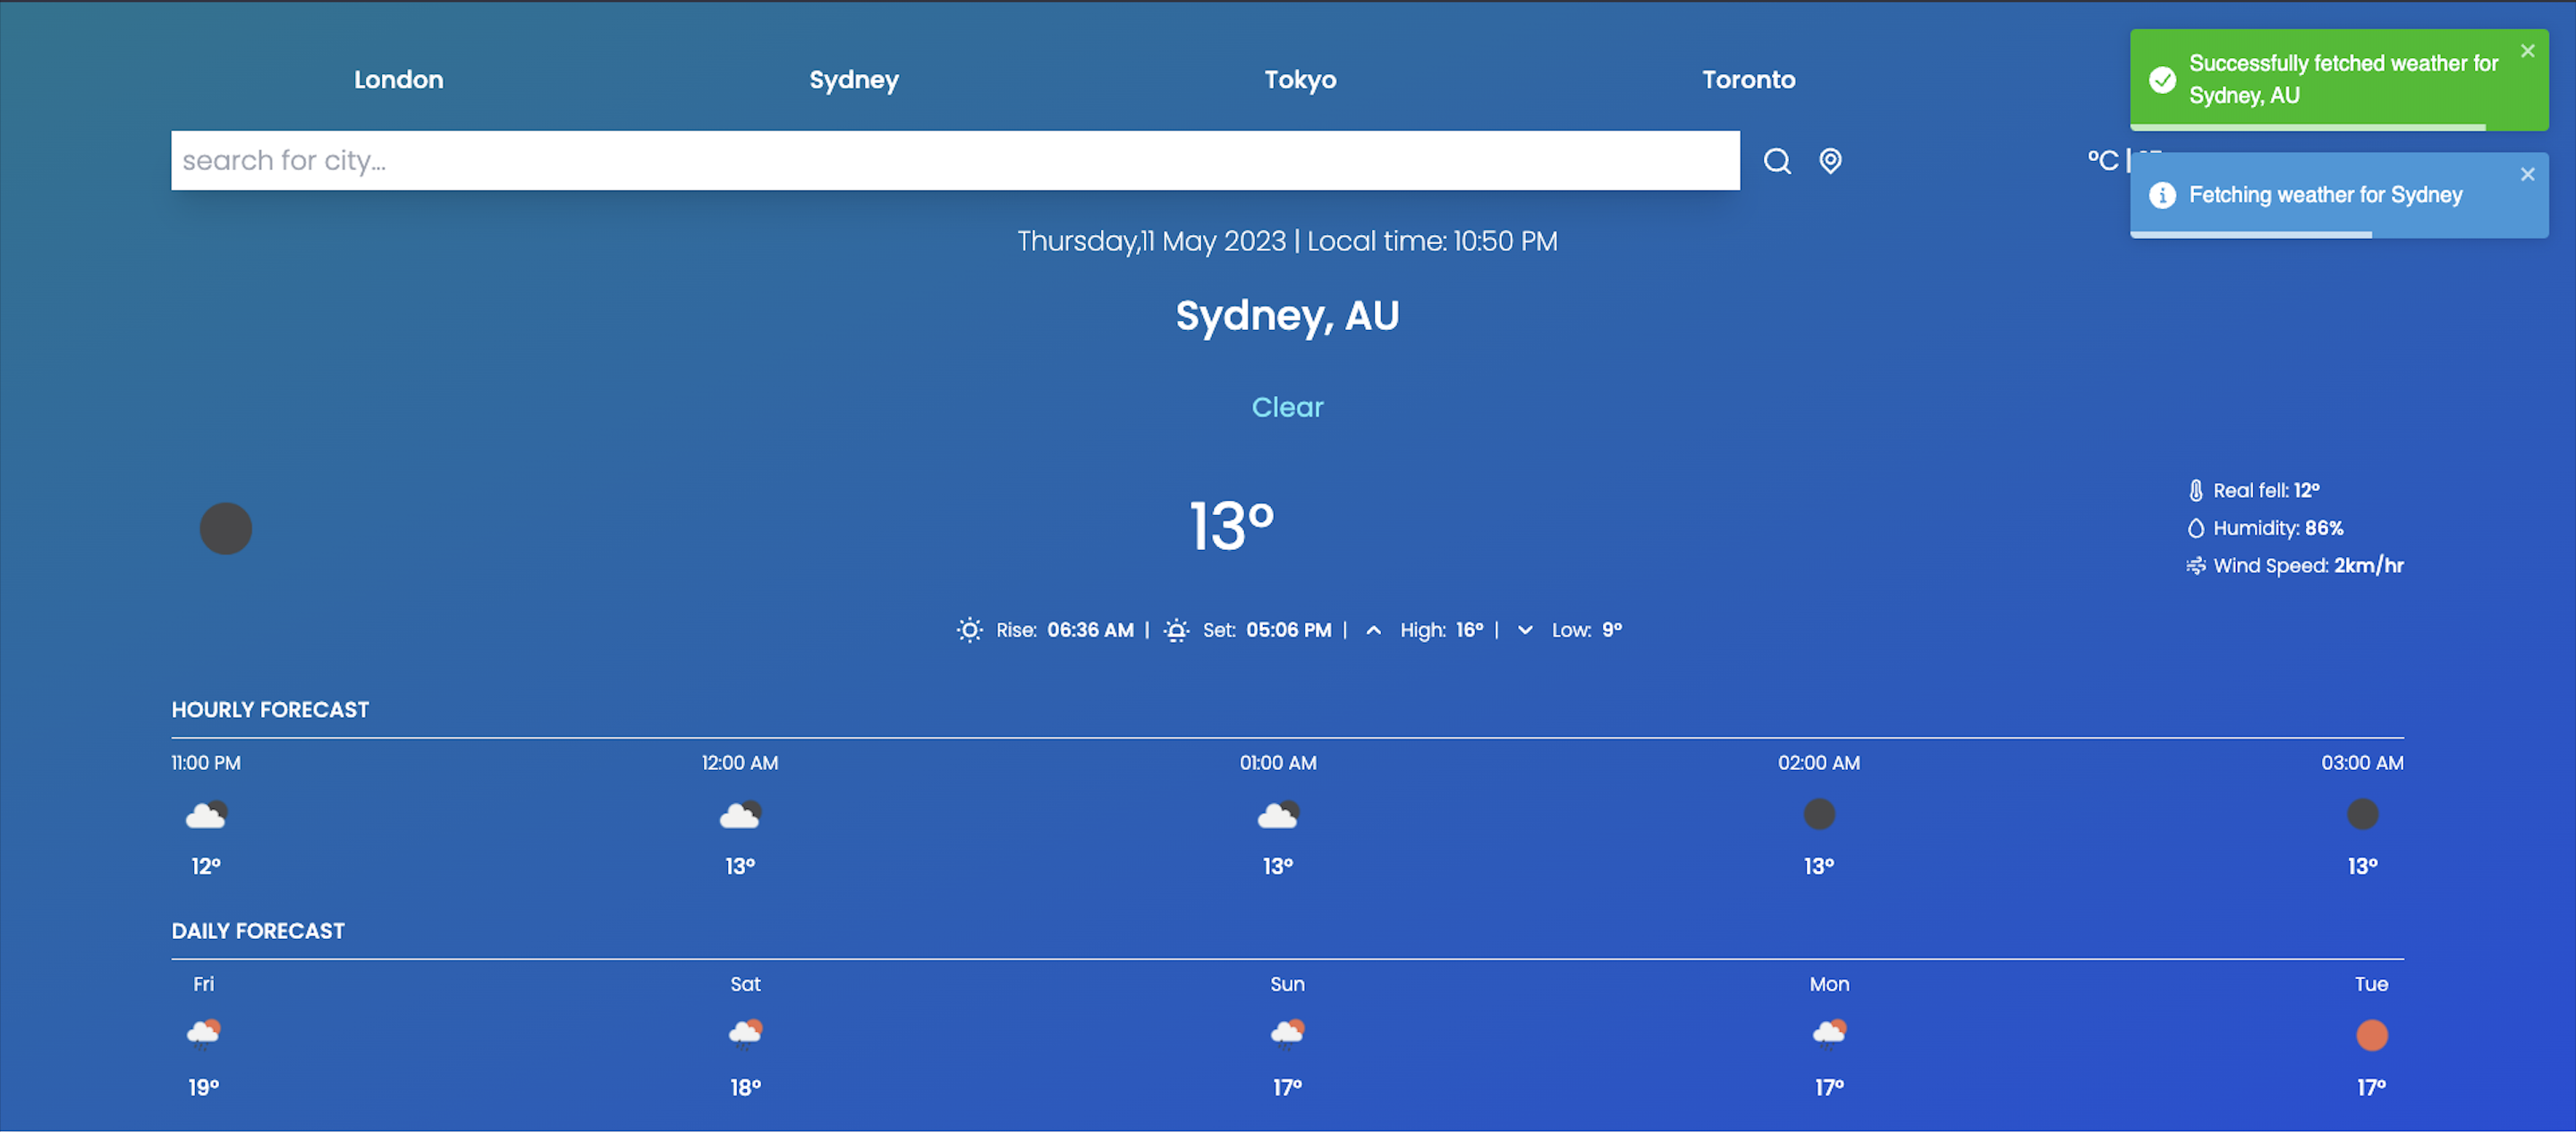 London Sydney Tokyo Toronto
Successfully fetched weather for
Sydney, AU
search for city...
°C |
Fetching weather for Sydney
Thursday,11 May 2023 | Local time: 10:50 PM
Sydney, AU
Clear
13°
Real fell: 12°
Humidity: 86%
Wind Speed: 2km/hr
Rise: 06:36 AM | Set: 05:06 PM | High: 16° | Low: 9°
HOURLY FORECAST
11:00 PM 12:00 AM 01:00 AM 02:00 AM 03:00 AM
12° 13° 13° 13° 13°
DAILY FORECAST
Fri Sat Sun Mon Tue
19° 18° 17° 17° 17°